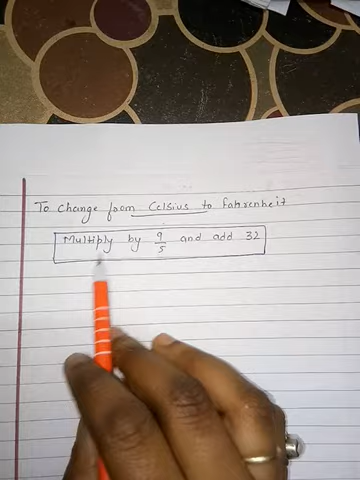 To Change from Celsius to fahrenheit
Multiply by 9/5 and add 32